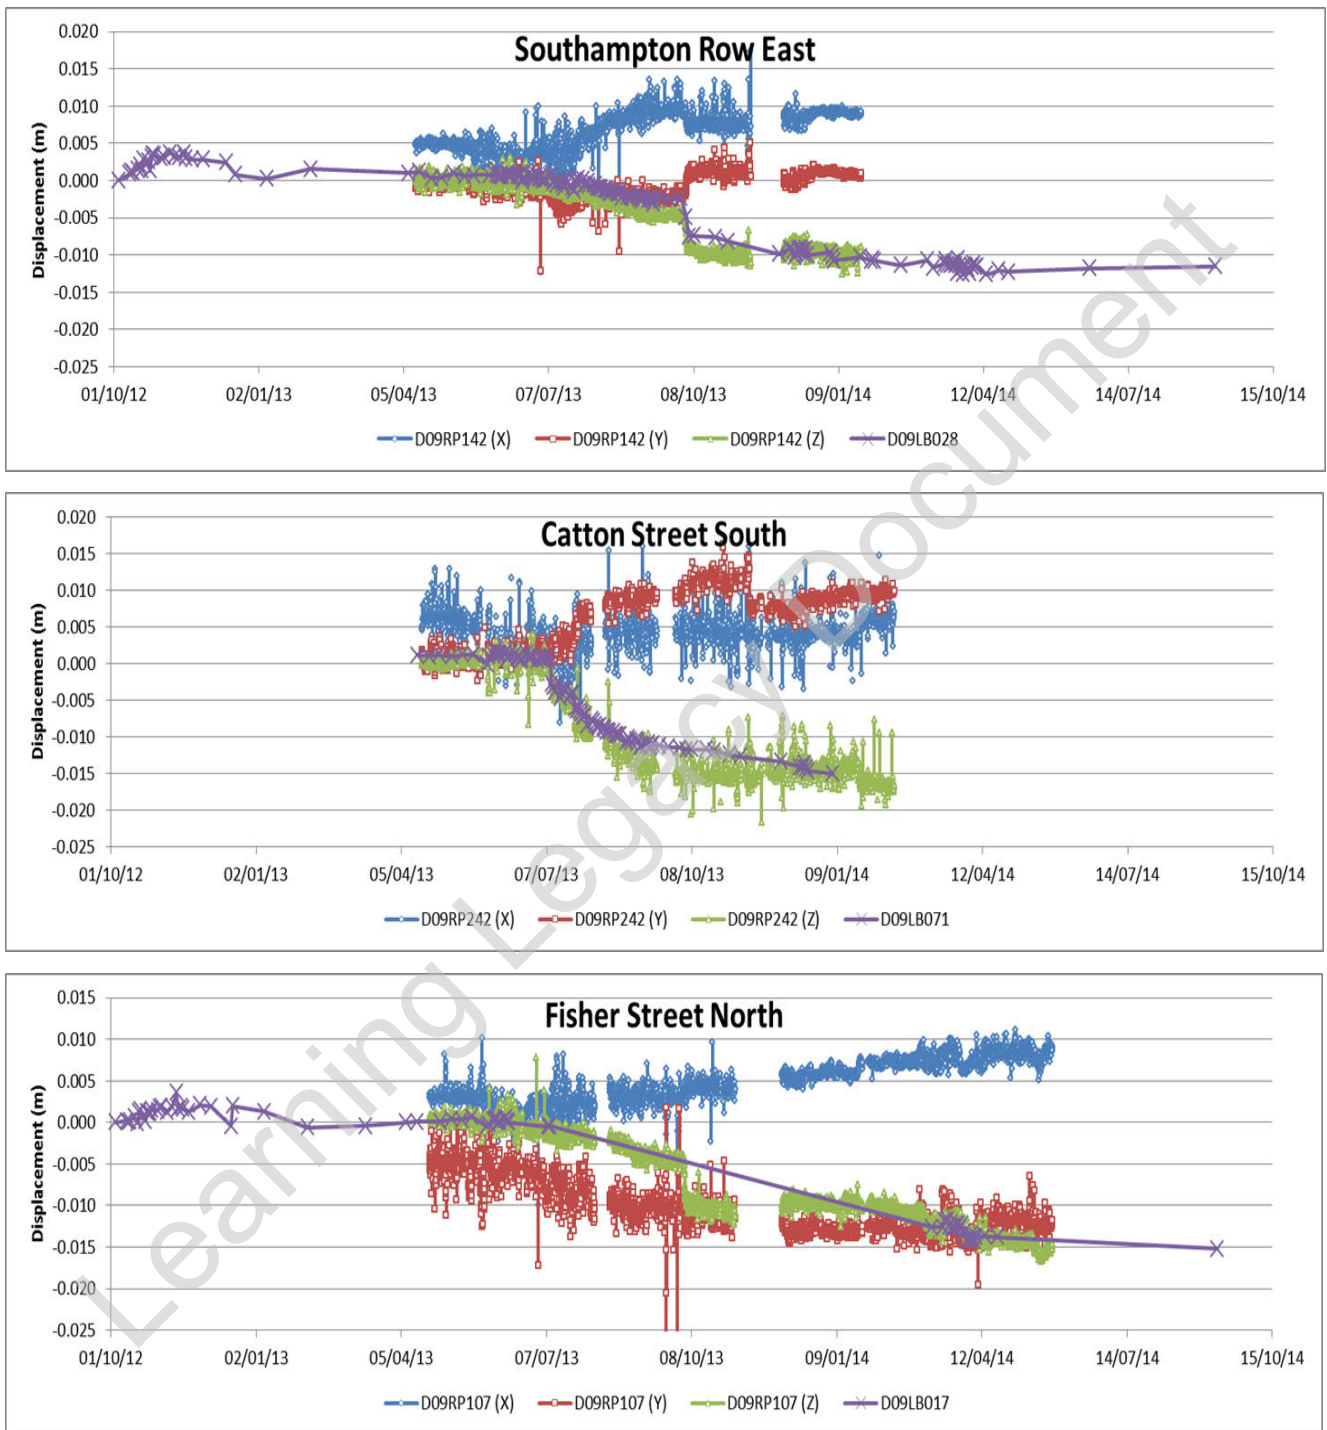 Southampton Row East
Displacement (m)
0.020
0.015
0.010
0.005
0.000
-0.005
-0.010
-0.015
-0.020
-0.025
01/10/12 02/01/13 05/04/13 07/07/13 08/10/13 09/01/14 12/04/14 14/07/14 15/10/14
D09RP142 (X) D09RP142 (Y) D09RP142 (Z) D09LB028
Catton Street South
Displacement (m)
0.020
0.015
0.010
0.005
0.000
-0.005
-0.010
-0.015
-0.020
-0.025
01/10/12 02/01/13 05/04/13 07/07/13 08/10/13 09/01/14 12/04/14 14/07/14 15/10/14
D09RP242 (X) D09RP242 (Y) D09RP242 (Z) D09LB071
Fisher Street North
Displacement (m)
0.015
0.010
0.005
0.000
-0.005
-0.010
-0.015
-0.020
-0.025
01/10/12 02/01/13 05/04/13 07/07/13 08/10/13 09/01/14 12/04/14 14/07/14 15/10/14
D09RP107 (X) D09RP107 (Y) D09RP107 (Z) D09LB017
Learning Legacy Document